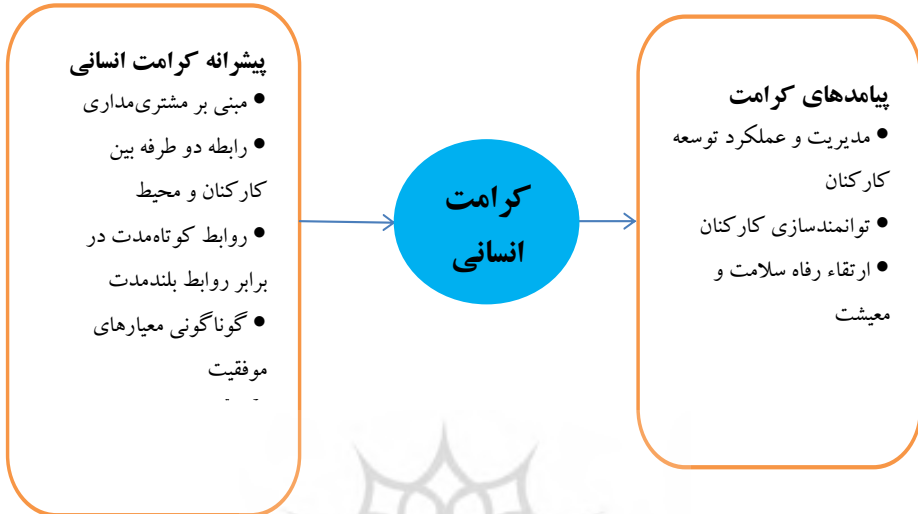 پیشرانه کرامت انسانی
● مبنی بر مشتری‌مداری
● رابطه دو طرفه بین
کارکنان و محیط
● روابط کوتاه‌مدت در
برابر روابط بلندمدت
● گوناگونی معیارهای
موفقیت
کرامت
انسانی
پیامدهای کرامت
● مدیریت و عملکرد توسعه
کارکنان
● توانمندسازی کارکنان
● ارتقاء رفاه سلامت و
معیشت